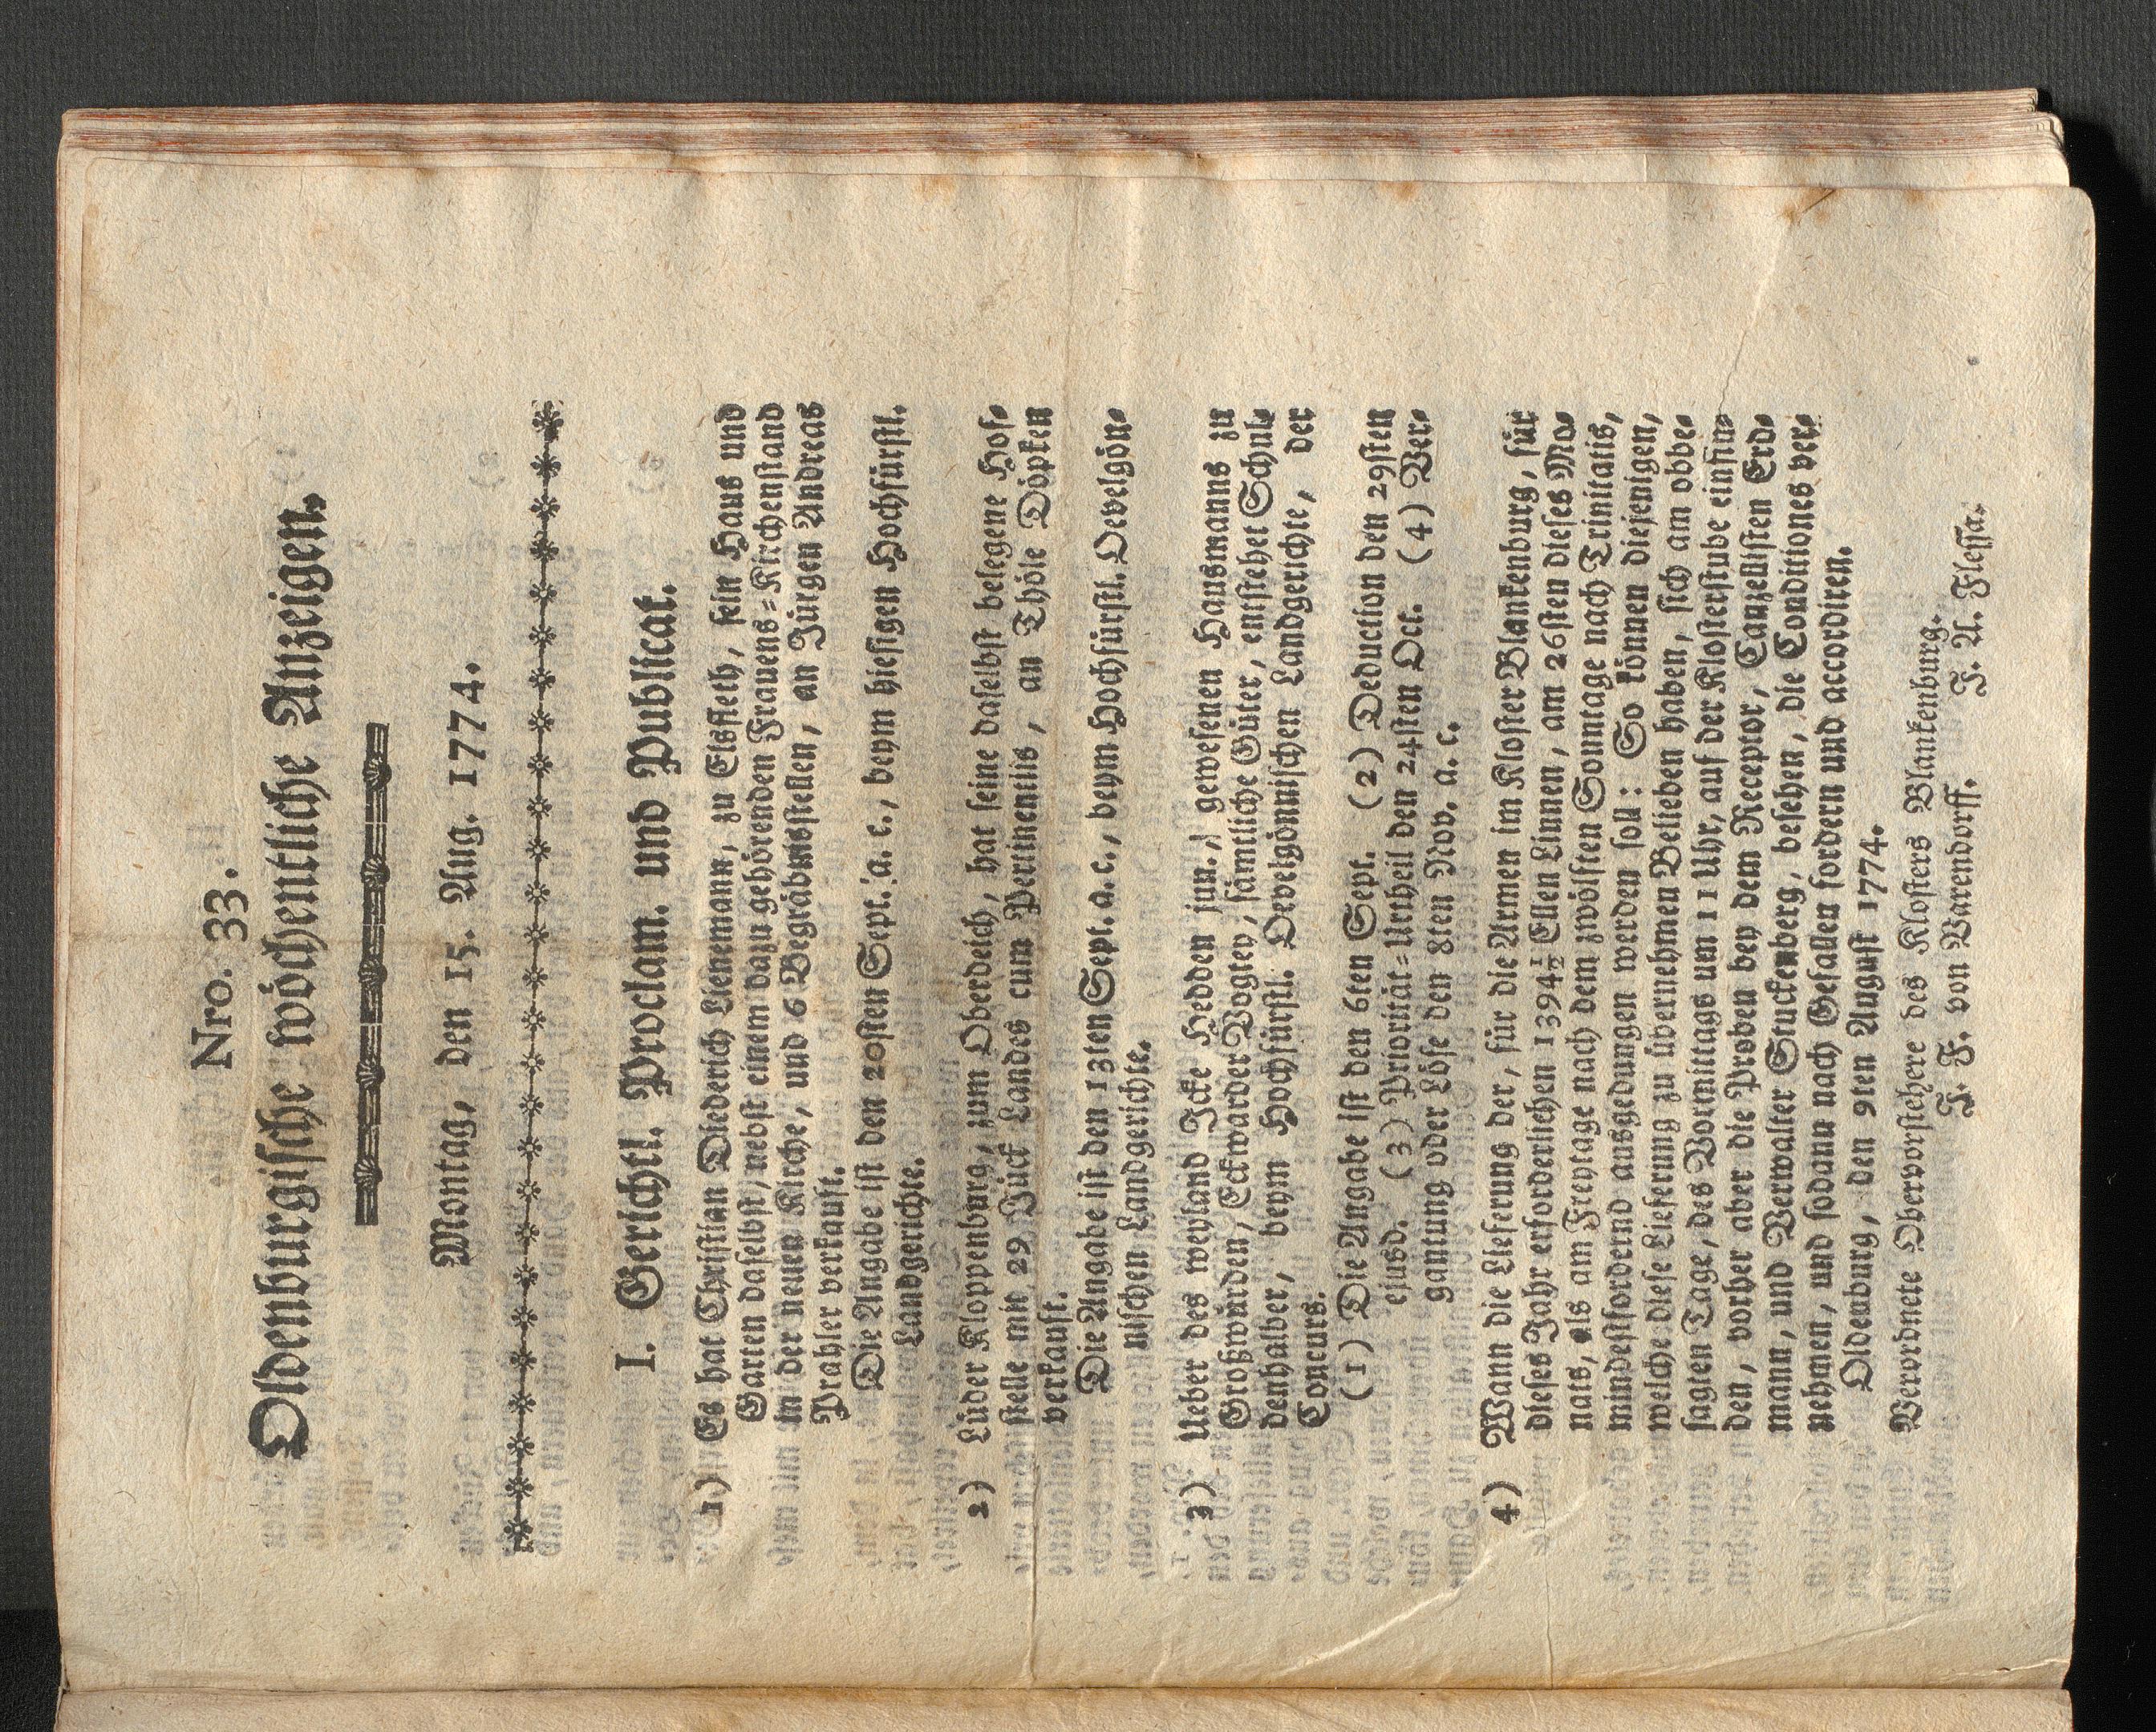 Nro. 33.
Oldenburgische wöchentliche Anzeigen.
Montag, den 15. Aug. 1774.
I. Gerichtl. Proclam. und Publicat.
1) Es hat Christian Diederich Lienemann, zu Elsfleth, sein Haus und
Garten daselbst, nebst einem dazu gehörenden Frauens-Kirchenstand
in der neuen Kirche, und 6 Begräbnisstellen, an Jürgen Andreas
Prahler verkauft.
Die Angabe ist den 20sten Sept. a. c., beym hiesigen Hochfürstl.
Landgerichte.
2) Lüder Kloppenburg, zum Oberdeich, hat seine daselbst belegene Hof-
stelle mit 29 Jück Landes cum Pertinentiis, an Thöle Döpken
verkauft.
Die Angabe ist den 13ten Sept. a. c., beym Hochfürstl. Oevelgön-
nischen Landgerichte.
3) Ueber des weyland Icke Hedden jun., gewesenen Hausmanns zu
Großwürden, Eckwarder Vogtey, sämtliche Güter, entstehet Schul-
denhalber, beym Hochfürstl. Oevelgönnischen Landgerichte, der
Concurs.
(1) Die Angabe ist den 6ten Sept. (2) Deduction den 29sten
ejusd. (3) Priorität-Urtheil den 24sten Oct. (4) Ver-
gantung oder Löse den 8ten Nov. a. c.
4) Wann die Lieferung der, für die Armen im Kloster Blankenburg, für
dieses Jahr erforderlichen 1394½ Ellen Linnen, am 26sten dieses Mo-
nats, als am Freytage nach dem zwölften Sonntage nach Trinitatis,
mindestfordernd ausgedungen werden soll: So können diejenigen,
welche diese Lieferung zu übernehmen Belieben haben, sich am obbe-
sagten Tage, des Vormittags um 11 Uhr, auf der Klosterstube einfin-
den, vorher aber die Proben bey dem Receptor, Canzellisten Erd-
mann, und Verwalter Stuckenberg, besehen, die Conditiones ver-
nehmen, und sodann nach Gefallen fordern und accordiren.
Oldenburg, den 9ten August 1774.
Verordnete Obervorstehere des Klosters Blankenburg.
J. F. von Varendorff. J. A. Flessa.